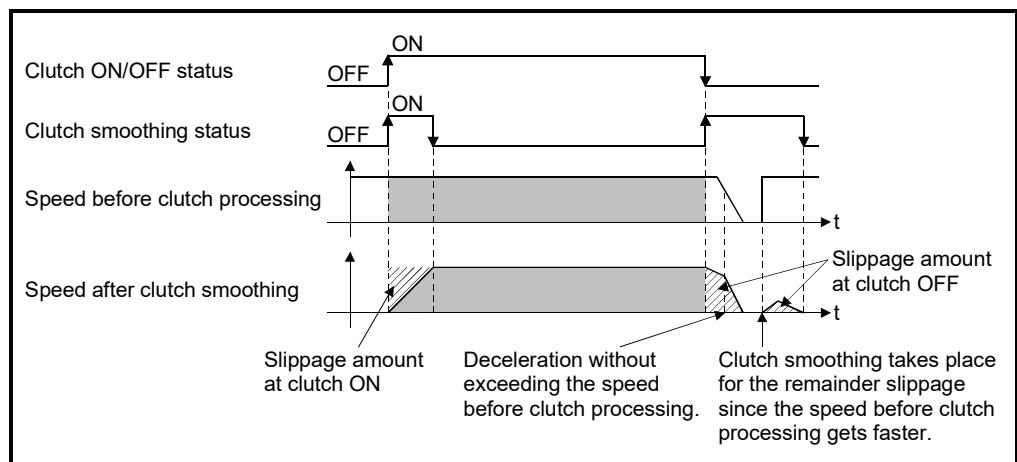 ON
Clutch ON/OFF status
OFF
ON
Clutch smoothing status
OFF
Speed before clutch processing
t
Slippage amount
at clutch OFF
Speed after clutch smoothing
t
Slippage amount
at clutch ON
Deceleration without
exceeding the speed
before clutch processing.
Clutch smoothing takes place
for the remainder slippage
since the speed before clutch
processing gets faster.